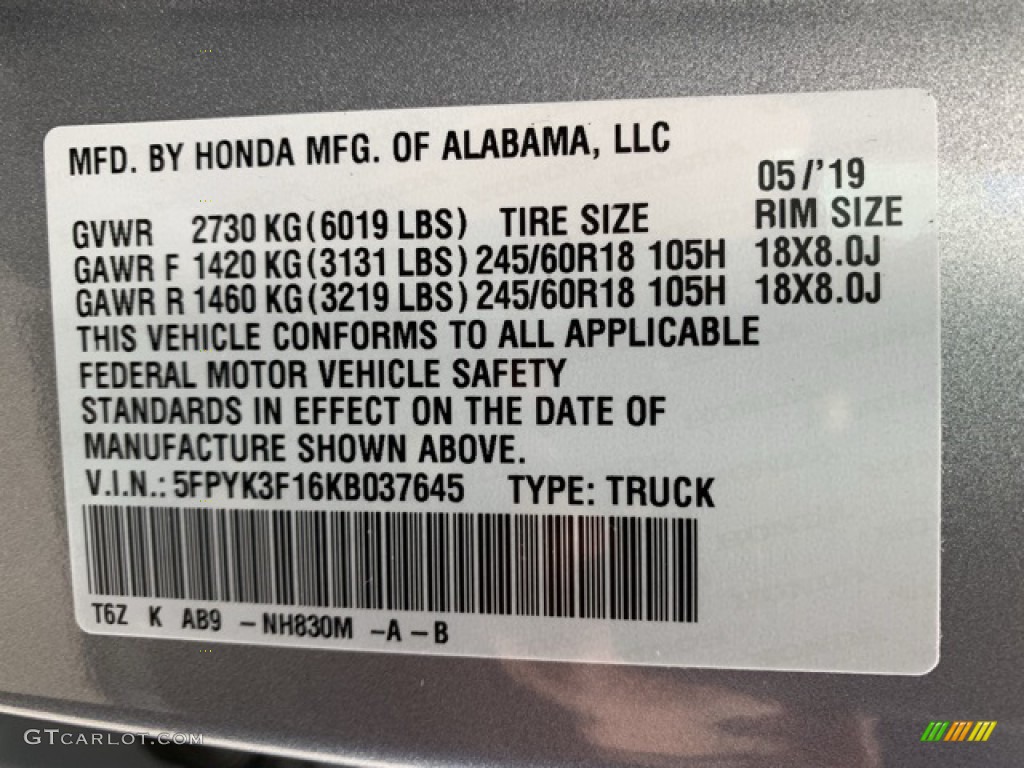 MFD. BY HONDA MFG. OF ALABAMA, LLC
05/'19
GVWR 2730 KG(6019 LBS) TIRE SIZE RIM SIZE
GAWR F 1420 KG(3131 LBS) 245/60R18 105H 18X8.0J
GAWR R 1460 KG(3219 LBS) 245/60R18 105H 18X8.0J
THIS VEHICLE CONFORMS TO ALL APPLICABLE
FEDERAL MOTOR VEHICLE SAFETY
STANDARDS IN EFFECT ON THE DATE OF
MANUFACTURE SHOWN ABOVE.
V.I.N.: 5FPYK3F16KB037645 TYPE: TRUCK
T6Z K AB9 -NH830M -A-B
GTCARLOT.COM